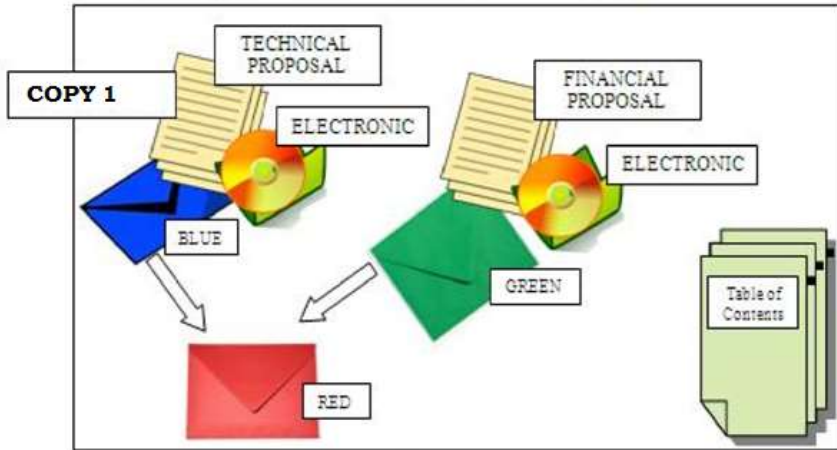 TECHNICAL
PROPOSAL
COPY 1
ELECTRONIC
BLUE
FINANCIAL
PROPOSAL
ELECTRONIC
GREEN
RED
Table of
Contents